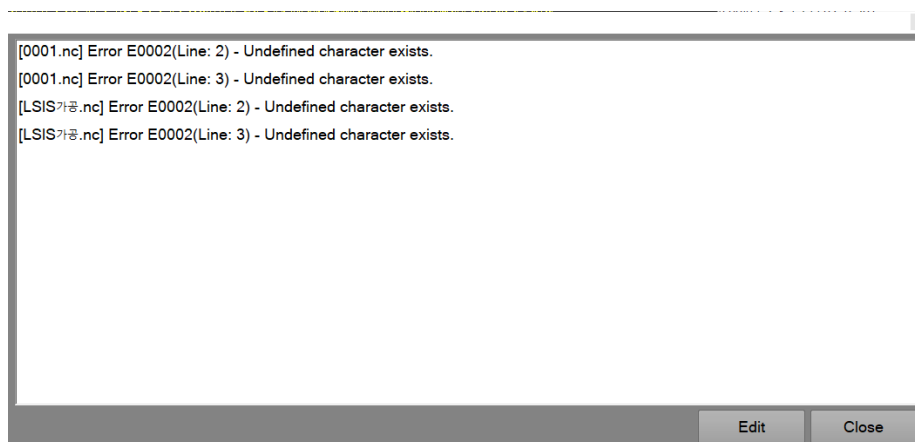 [0001.nc] Error E0002(Line: 2) - Undefined character exists.
[0001.nc] Error E0002(Line: 3) - Undefined character exists.
[LSIS가공.nc] Error E0002(Line: 2) - Undefined character exists.
[LSIS가공.nc] Error E0002(Line: 3) - Undefined character exists.
Edit Close